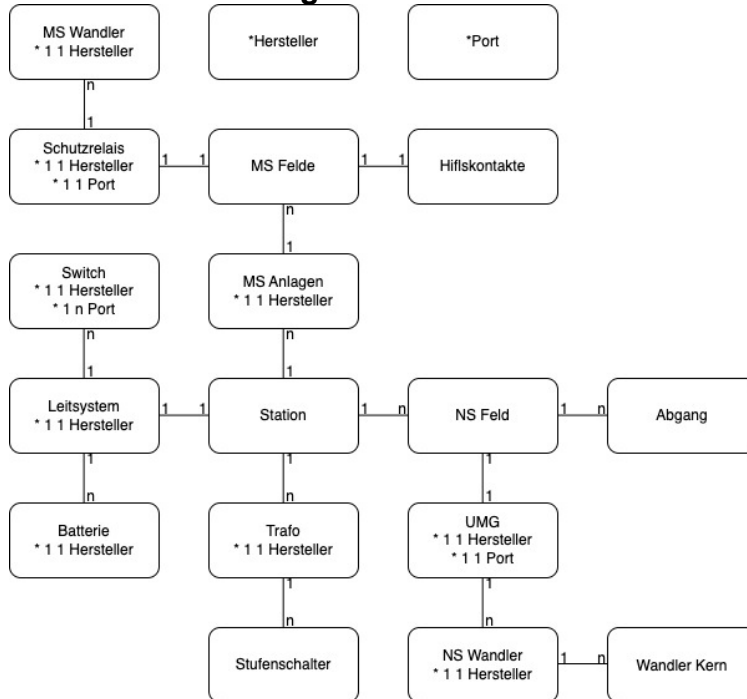 MS Wandler
* 1 1 Hersteller
*Hersteller
*Port
n
1
Schutzrelais
* 1 1 Hersteller
* 1 1 Port
1 1
MS Felde
1 1
Hiflskontakte
n
1
Switch
* 1 1 Hersteller
* 1 n Port
MS Anlagen
* 1 1 Hersteller
n
1
n
1
Leitsystem
* 1 1 Hersteller
1 1
Station
1 n
NS Feld
1 n
Abgang
1
n
1
n
1
1
Batterie
* 1 1 Hersteller
Trafo
* 1 1 Hersteller
UMG
* 1 1 Hersteller
* 1 1 Port
1
n
1
n
Stufenschalter
NS Wandler
* 1 1 Hersteller
1 n
Wandler Kern